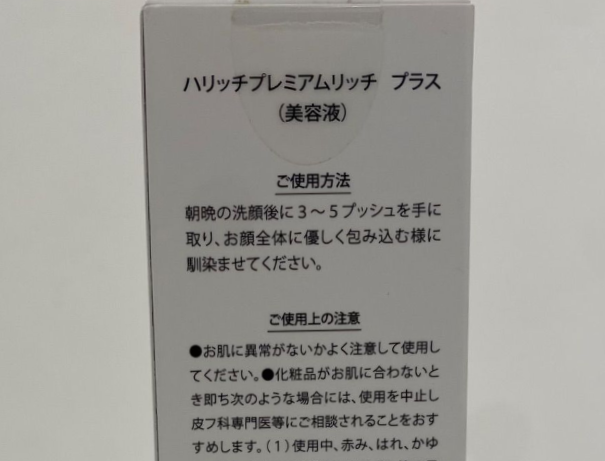 ハリッチプレミアムリッチ　プラス
（美容液）
ご使用方法
朝晩の洗顔後に３～５プッシュを手に
取り、お顔全体に優しく包み込む様に
馴染ませてください。
ご使用上の注意
●お肌に異常がないかよく注意して使用し
てください。●化粧品がお肌に合わないと
き即ち次のような場合には、使用を中止し
皮フ科専門医等にご相談されることをおす
すめします。（１）使用中、赤み、はれ、かゆ